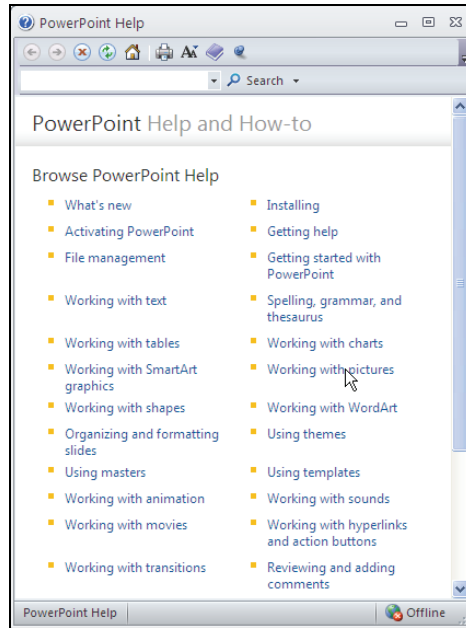 PowerPoint Help
Search
PowerPoint Help and How-to
Browse PowerPoint Help
What's new
Installing
Activating PowerPoint
Getting help
File management
Getting started with
PowerPoint
Working with text
Spelling, grammar, and
thesaurus
Working with tables
Working with charts
Working with SmartArt
graphics
Working with pictures
Working with shapes
Working with WordArt
Organizing and formatting
slides
Using themes
Using masters
Using templates
Working with animation
Working with sounds
Working with movies
Working with hyperlinks
and action buttons
Working with transitions
Reviewing and adding
comments
PowerPoint Help
Offline